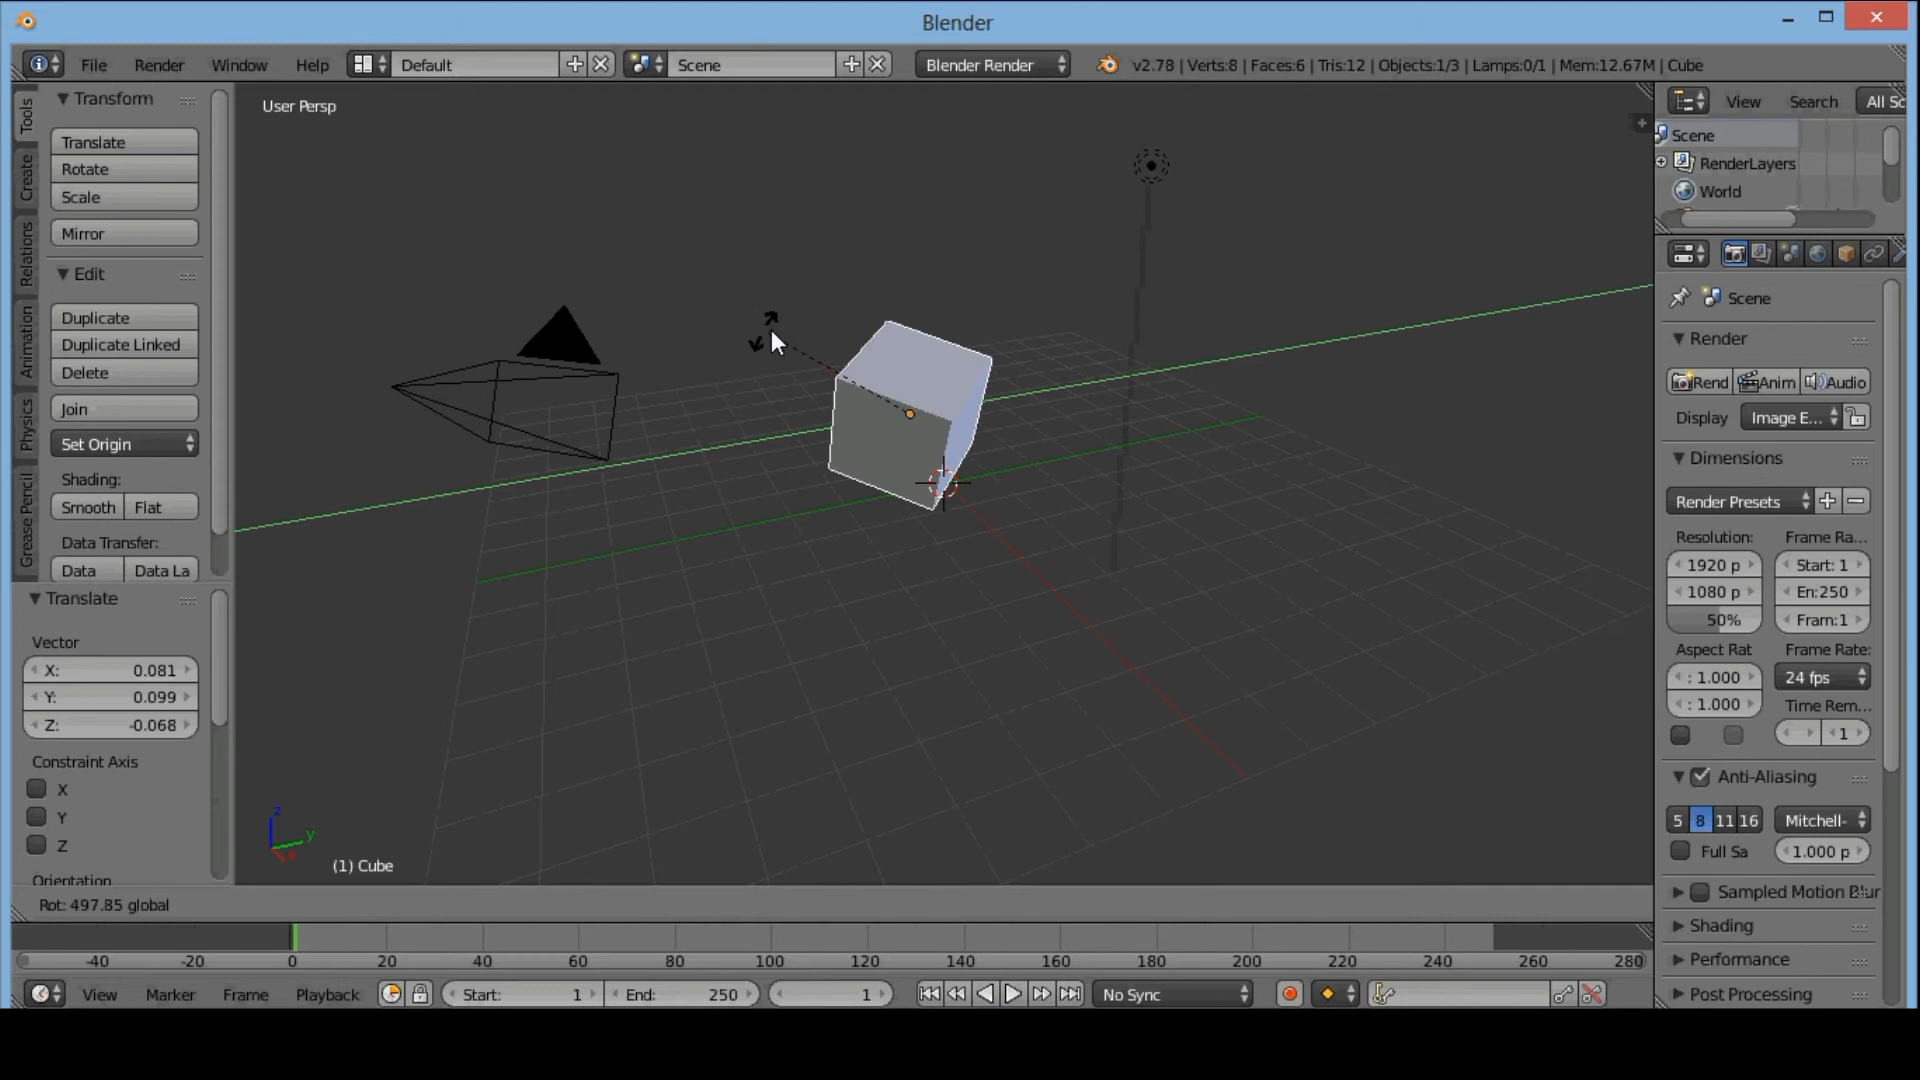 Blender
File Render Window Help Default Scene Blender Render v2.78 | Verts:8 | Faces:6 | Tris:12 | Objects:1/3 | Lamps:0/1 | Mem:12.67M | Cube
Tools
Create
Relations
Animation
Physics
Grease Pencil
Transform
Translate
Rotate
Scale
Mirror
Edit
Duplicate
Duplicate Linked
Delete
Join
Set Origin
Shading:
Smooth Flat
Data Transfer:
Data Data La
Translate
Vector
X: 0.081
Y: 0.099
Z: -0.068
Constraint Axis
X
Y
Z
Orientation
User Persp
z
y
x
(1) Cube
Rot: 497.85 global
View Search All Sc
Scene
RenderLayers
World
Scene
Render
Rend Anim Audio
Display Image E...
Dimensions
Render Presets
Resolution: Frame Ra...
1920 p Start: 1
1080 p En:250
50% Fram:1
Aspect Rat Frame Rate:
: 1.000 24 fps
: 1.000 Time Rem...
1
Anti-Aliasing
5 8 11 16 Mitchell-
Full Sa 1.000 p
Sampled Motion Blur
Shading
Performance
Post Processing
-40 -20 0 20 40 60 80 100 120 140 160 180 200 220 240 260 280
View Marker Frame Playback Start: 1 End: 250 1 No Sync